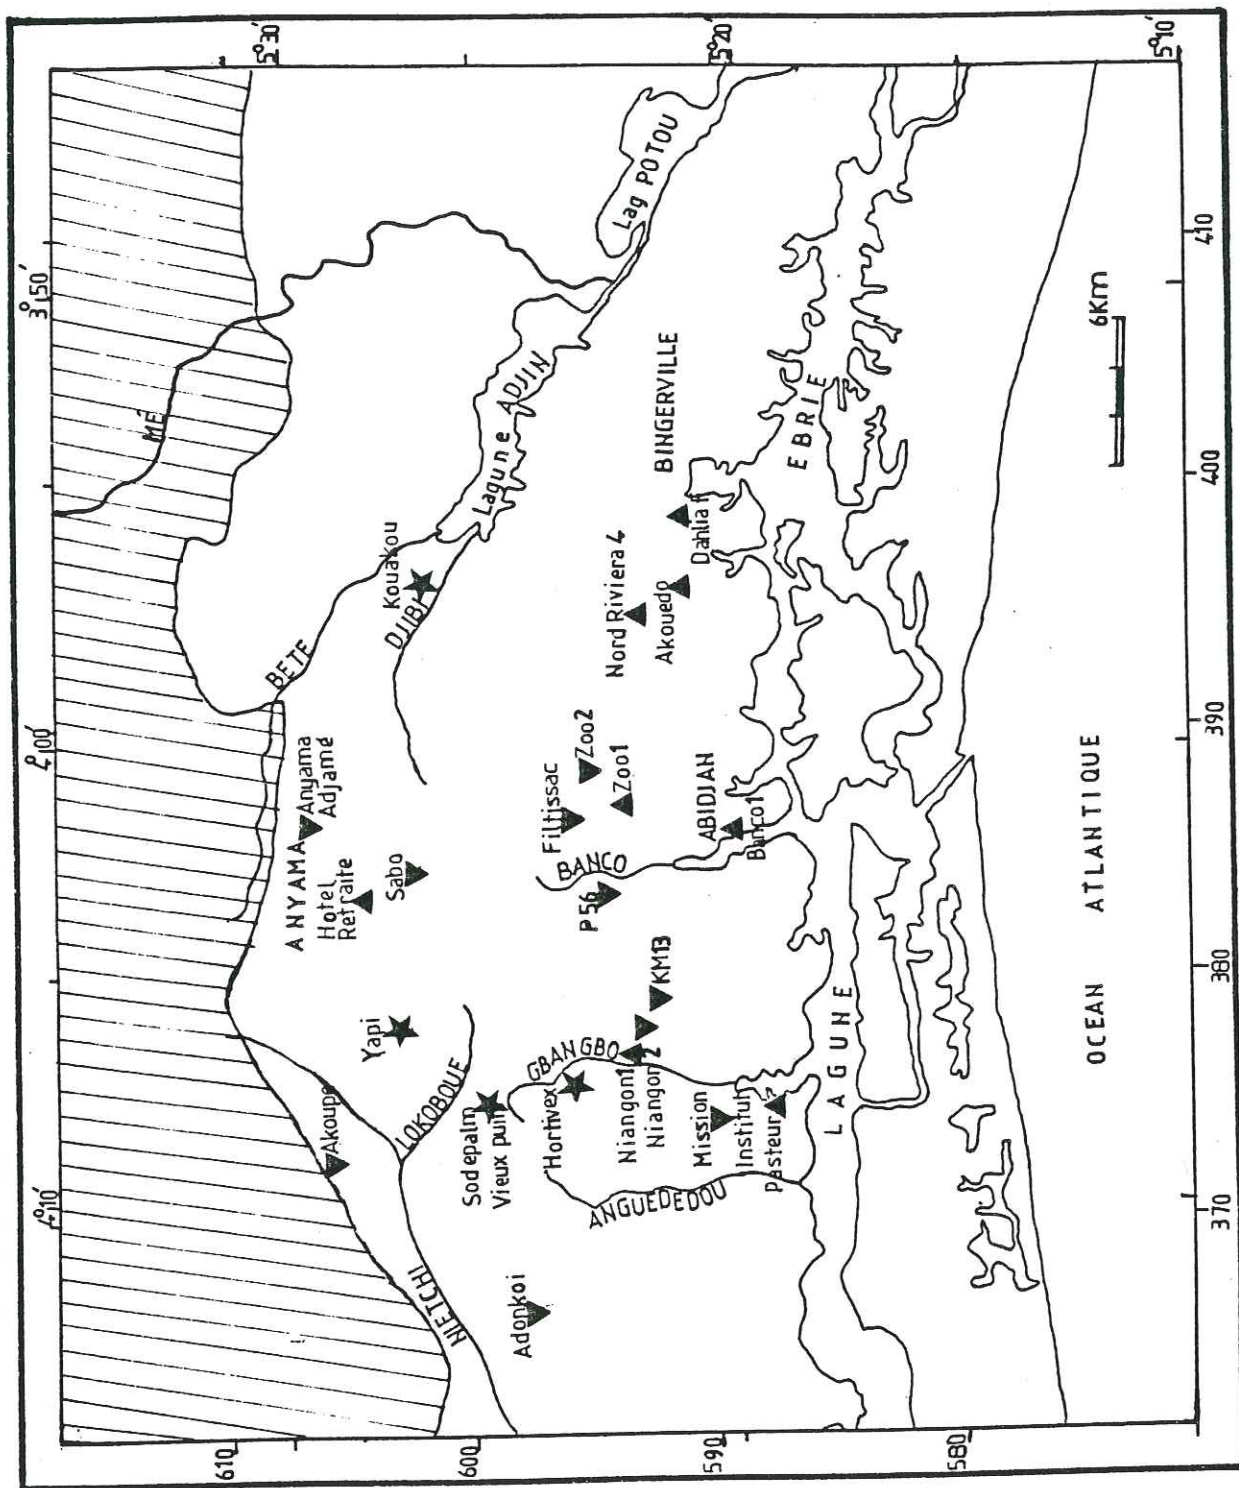 4°10'
4°00'
3°50'
5°30'
5°20'
5°10'
610
600
590
580
370
380
390
400
410
MÉ
BETE
Kouakou
DJIBI
Lagune ADJIN
Lag POTOU
ANYAMA
Anyama
Adjamé
Hotel
Retraite
Sabo
Yapi
Akoupe
LOKOBOUE
NIETCHI
Adonkoi
Sodepalm
Vieux puit
Hortivex
GBANGBO
ANGUEDEDOU
Niangon1
Niangon 2
KM13
Mission
Institut
Pasteur
P56
BANCO
Filtissac
Zoo2
Zoo1
ABIDJAN
Banco1
Nord Riviera 4
Akouedo
Dahlia
BINGERVILLE
LAGUNE
EBRIE
OCEAN ATLANTIQUE
6Km